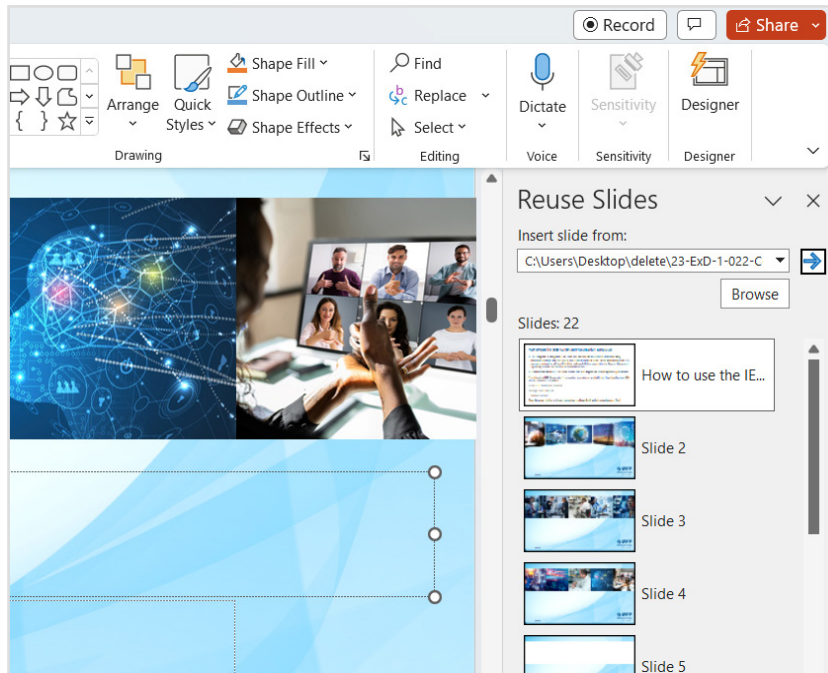 Record
Share
Arrange
Quick
Styles
Shape Fill
Shape Outline
Shape Effects
Drawing
Find
Replace
Select
Editing
Dictate
Voice
Sensitivity
Sensitivity
Designer
Designer
Reuse Slides
Insert slide from:
C:\Users\Desktop\delete\23-ExD-1-022-C
Browse
Slides: 22
How to use the IE...
Slide 2
Slide 3
Slide 4
Slide 5